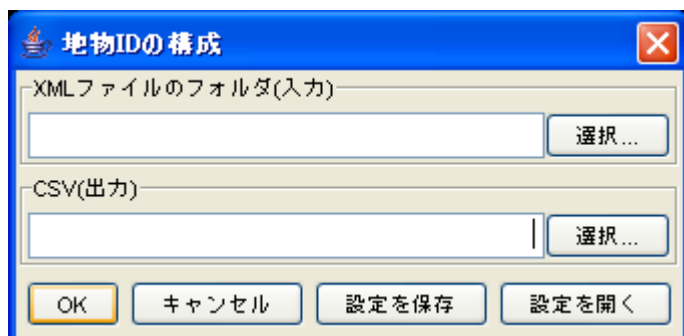 地物IDの構成
XMLファイルのフォルダ(入力)
選択...
CSV(出力)
選択...
OK キャンセル 設定を保存 設定を開く